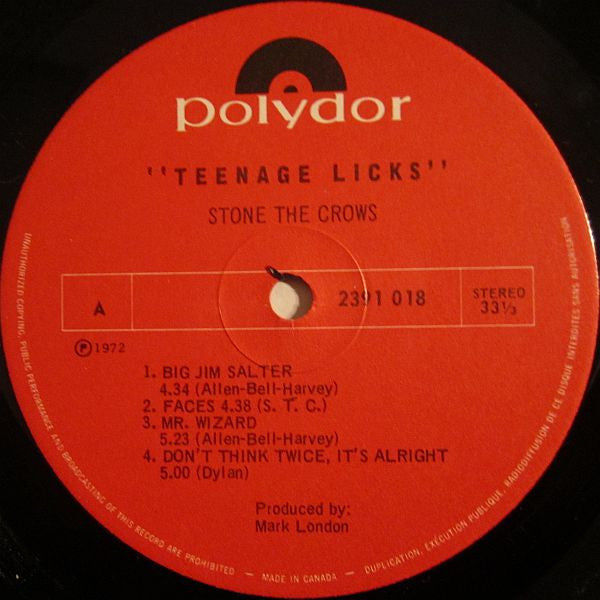 polydor
"TEENAGE LICKS"
STONE THE CROWS
A
2391 018
STEREO
33⅓
Ⓟ1972
1. BIG JIM SALTER
4.34 (Allen-Bell-Harvey)
2. FACES 4.38 (S. T. C.)
3. MR. WIZARD
5.23 (Allen-Bell-Harvey)
4. DON'T THINK TWICE, IT'S ALRIGHT
5.00 (Dylan)
Produced by:
Mark London
UNAUTHORIZED COPYING, PUBLIC PERFORMANCE AND BROADCASTING OF THIS RECORD ARE PROHIBITED – MADE IN CANADA – DUPLICATION, EXÉCUTION PUBLIQUE, RADIODIFFUSION DE CE DISQUE INTERDITES SANS AUTORISATION